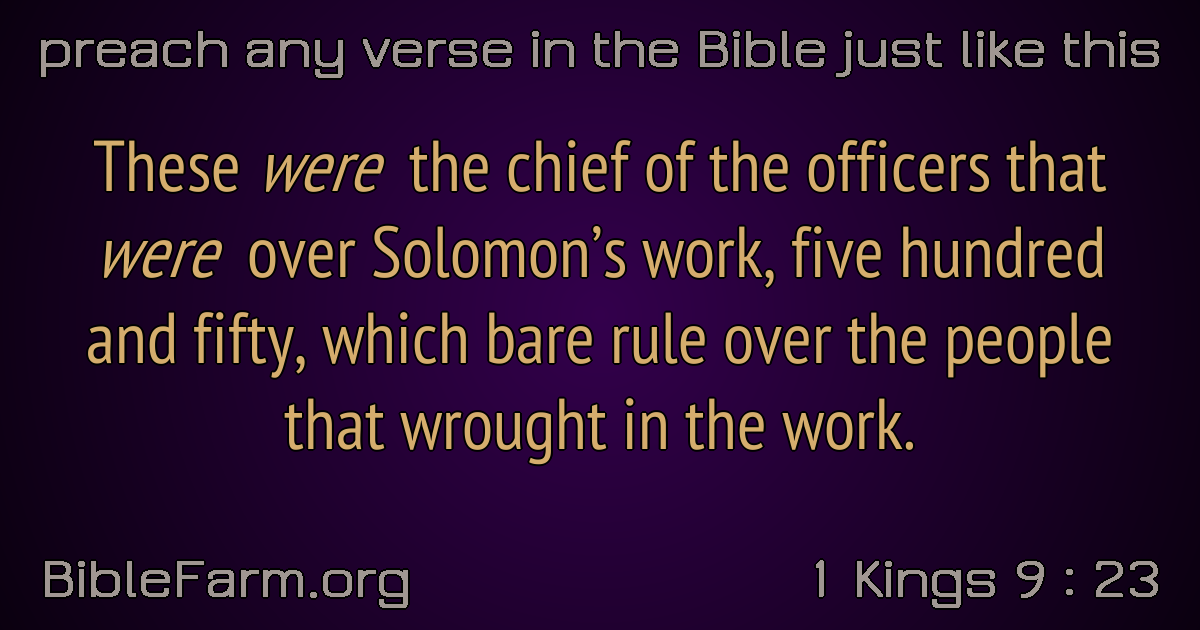 preach any verse in the Bible just like this
These were the chief of the officers that
were over Solomon’s work, five hundred
and fifty, which bare rule over the people
that wrought in the work.
BibleFarm.org
1 Kings 9 : 23